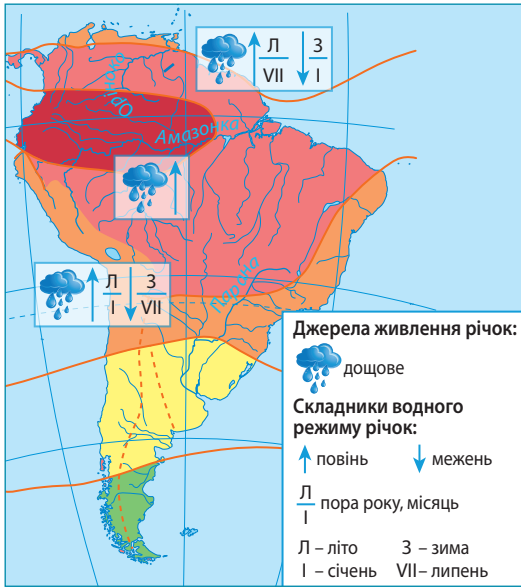 Л З
VII I
Оріноко
Амазонка
Л З
I VII
Парана
Джерела живлення річок:
дощове
Складники водного
режиму річок:
повінь межень
Л
I пора року, місяць
Л – літо З – зима
I – січень VII – липень